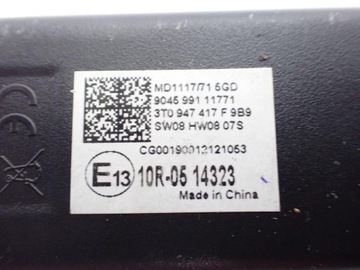 MD1117/71 5GD
9045 991 11771
3T0 947 417 F 9B9
SW08 HW08 07S
CG00190012121053
E13 10R-05 14323
Made in China
CE